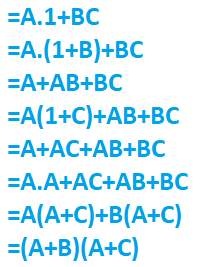 =A.1+BC
=A.(1+B)+BC
=A+AB+BC
=A(1+C)+AB+BC
=A+AC+AB+BC
=A.A+AC+AB+BC
=A(A+C)+B(A+C)
=(A+B)(A+C)